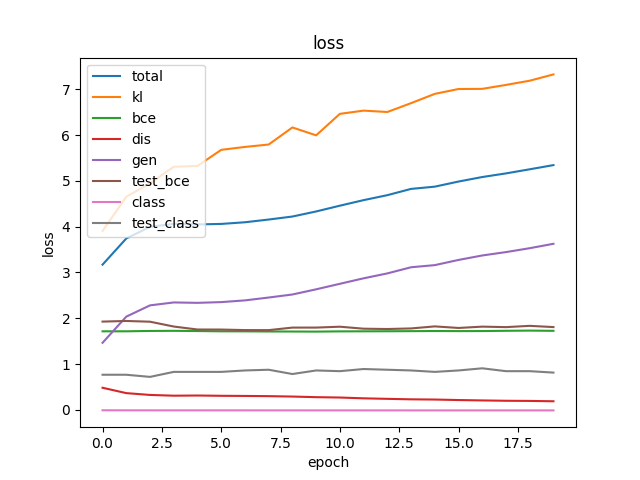 loss
7
6
5
4
3
2
1
0
loss
total
kl
bce
dis
gen
test_bce
class
test_class
0.0 2.5 5.0 7.5 10.0 12.5 15.0 17.5
epoch